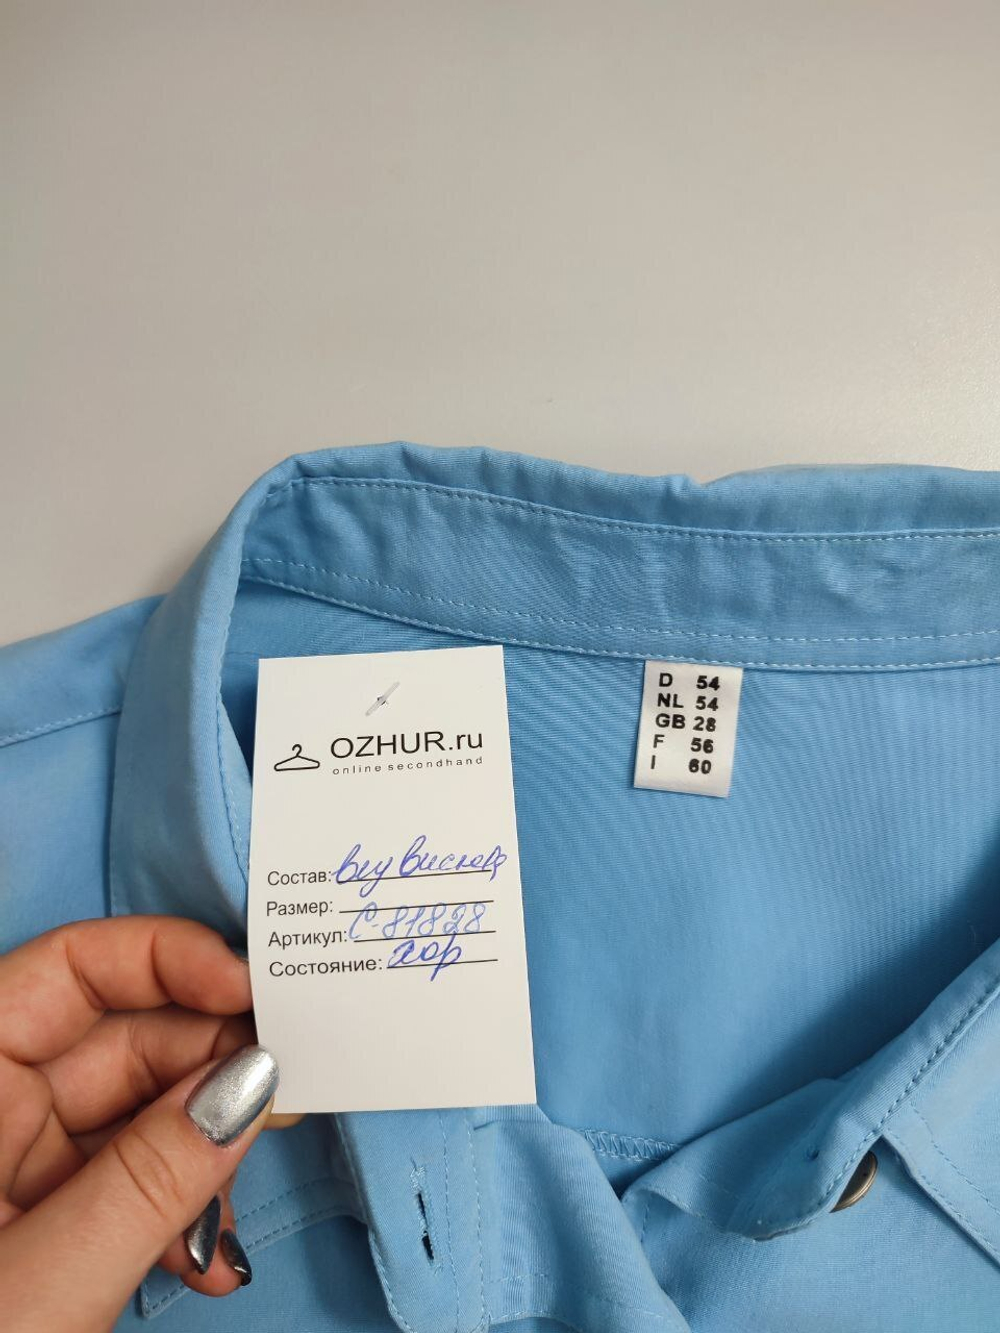 OZHUR.ru
online secondhand
Состав:
Размер:
Артикул: С-81828
Состояние: хор
D 54
NL 54
GB 28
F 56
I 60